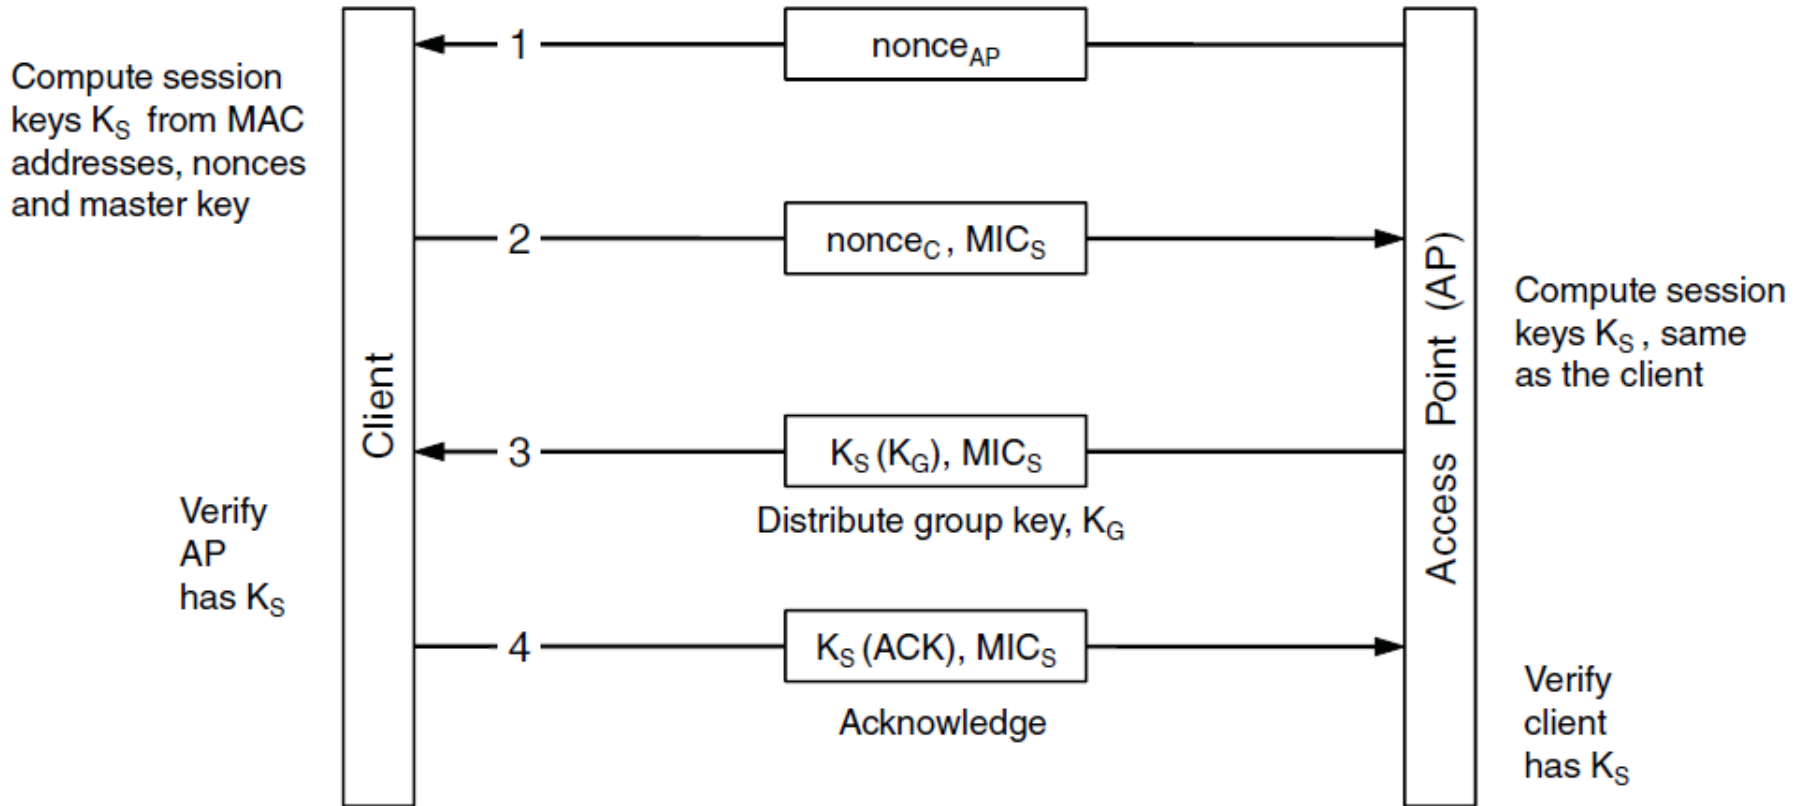 1
nonce_AP
Compute session
keys K_S from MAC
addresses, nonces
and master key
2
nonce_C , MIC_S
Client
Access Point (AP)
Compute session
keys K_S , same
as the client
3
K_S (K_G), MIC_S
Distribute group key, K_G
Verify
AP
has K_S
4
K_S (ACK), MIC_S
Acknowledge
Verify
client
has K_S